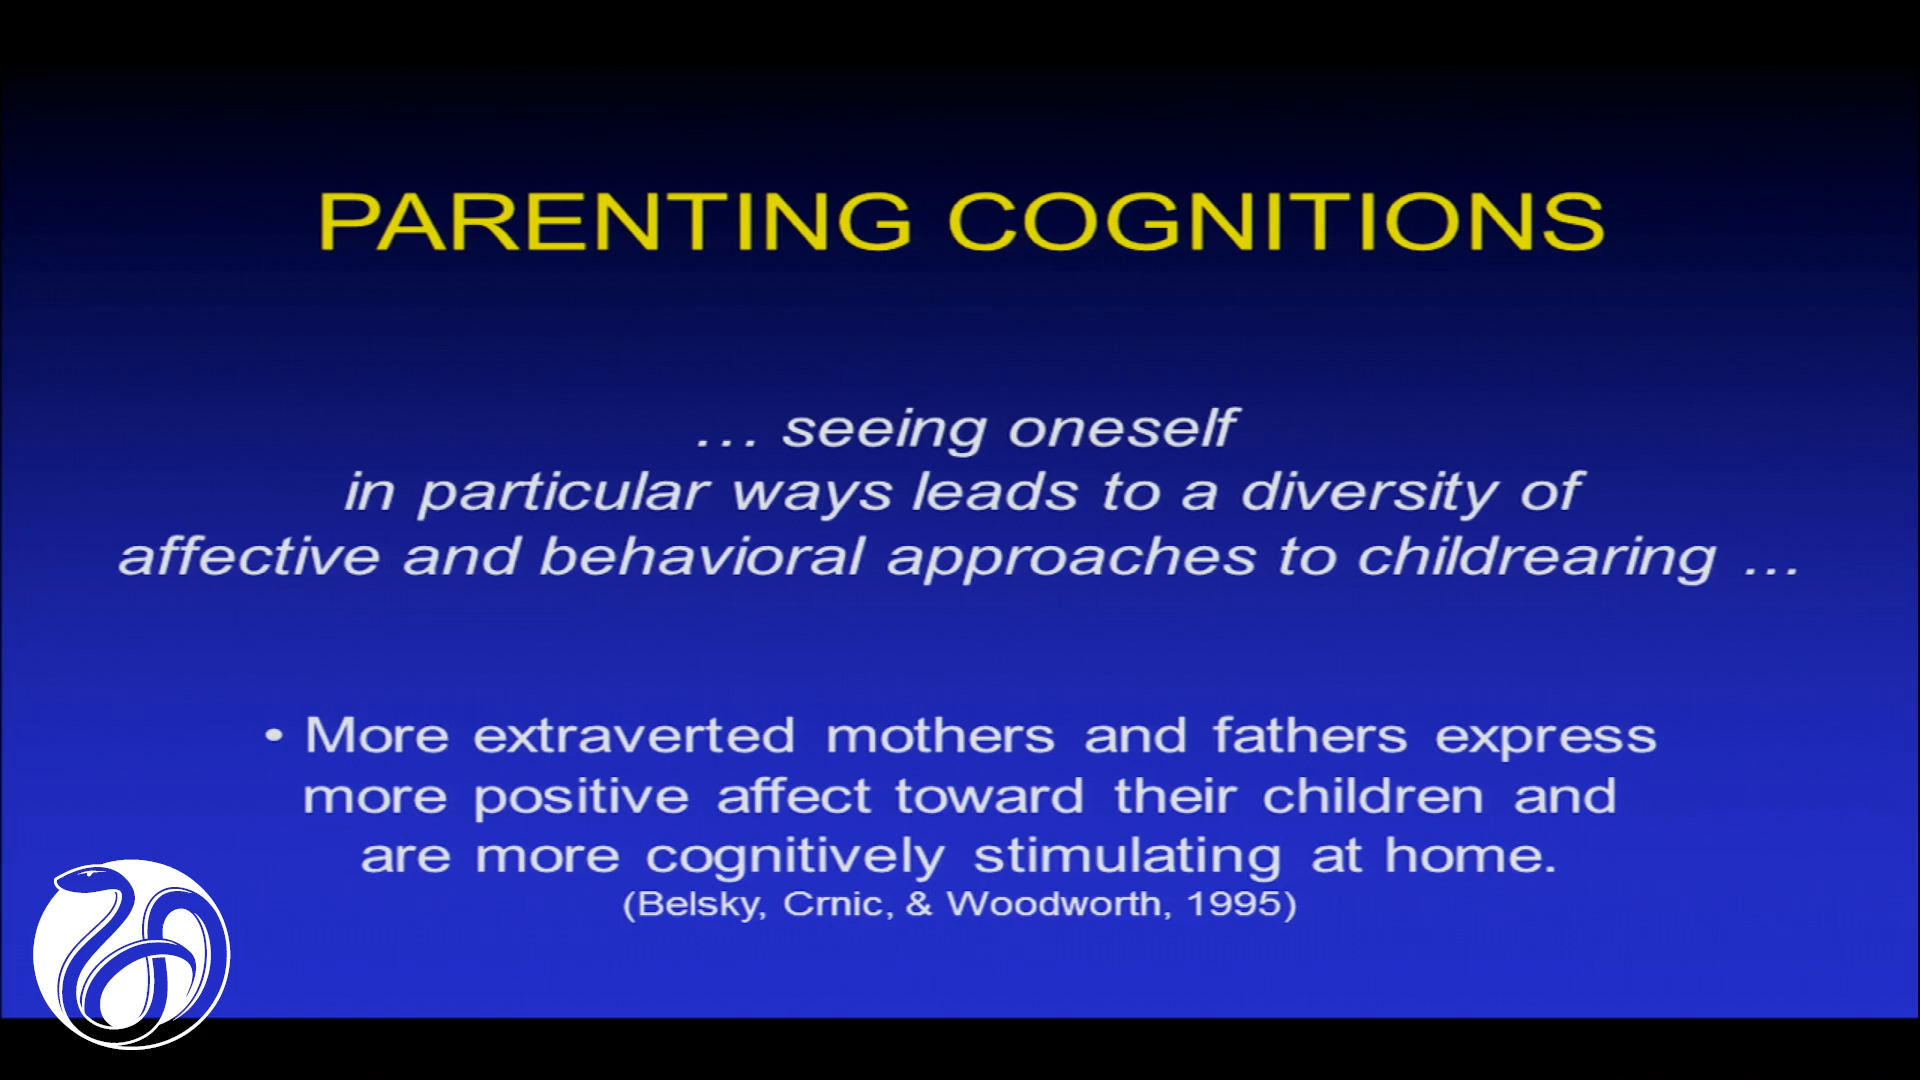 PARENTING COGNITIONS
… seeing oneself
in particular ways leads to a diversity of
affective and behavioral approaches to childrearing …
• More extraverted mothers and fathers express
more positive affect toward their children and
are more cognitively stimulating at home.
(Belsky, Crnic, & Woodworth, 1995)